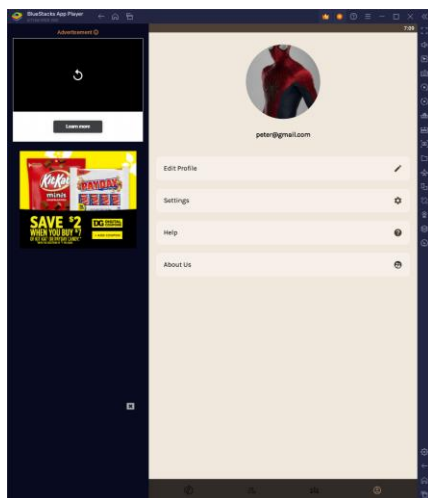 BlueStacks App Player
Advertisement
Learn more
KitKat
minis
PAYDAY
SAVE $2
WHEN YOU BUY $7
DG DIGITAL
7:09
peter@gmail.com
Edit Profile
Settings
Help
About Us